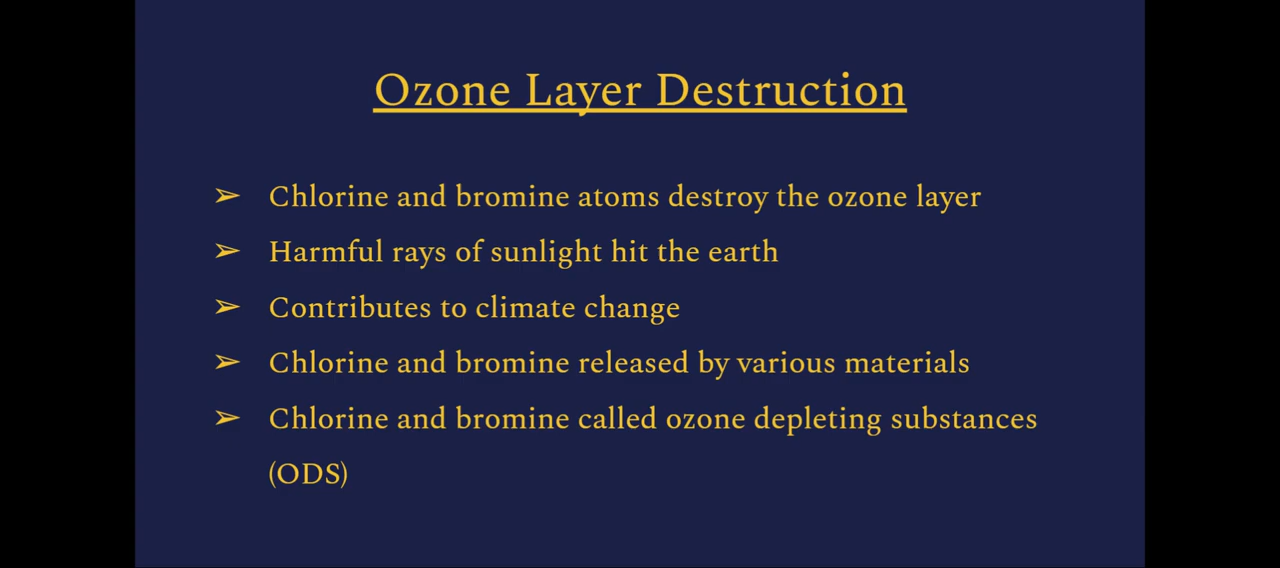 Ozone Layer Destruction
➢ Chlorine and bromine atoms destroy the ozone layer
➢ Harmful rays of sunlight hit the earth
➢ Contributes to climate change
➢ Chlorine and bromine released by various materials
➢ Chlorine and bromine called ozone depleting substances
(ODS)